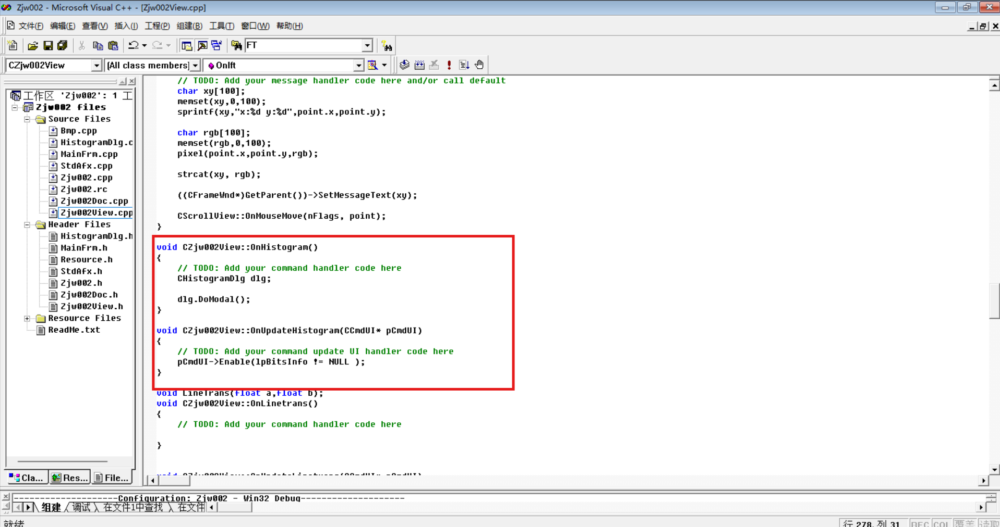 Zjw002 - Microsoft Visual C++ - [Zjw002View.cpp]
文件(F) 编辑(E) 查看(V) 插入(I) 工程(P) 组建(B) 工具(T) 窗口(W) 帮助(H)
FT
CZjw002View [All class members] OnIft
工作区 'Zjw002': 1 工
Zjw002 files
Source Files
Bmp.cpp
HistogramDlg.c
MainFrm.cpp
StdAfx.cpp
Zjw002.cpp
Zjw002.rc
Zjw002Doc.cpp
Zjw002View.cpp
Header Files
HistogramDlg.h
MainFrm.h
Resource.h
StdAfx.h
Zjw002.h
Zjw002Doc.h
Zjw002View.h
Resource Files
ReadMe.txt
Cla... Res... File...
// TODO: Add your message handler code here and/or call default
char xy[100];
memset(xy,0,100);
sprintf(xy,"x:%d y:%d",point.x,point.y);
char rgb[100];
memset(rgb,0,100);
pixel(point.x,point.y,rgb);
strcat(xy, rgb);
((CFrameWnd*)GetParent())->SetMessageText(xy);
CScrollView::OnMouseMove(nFlags, point);
}
void CZjw002View::OnHistogram()
{
// TODO: Add your command handler code here
CHistogramDlg dlg;
dlg.DoModal();
}
void CZjw002View::OnUpdateHistogram(CCmdUI* pCmdUI)
{
// TODO: Add your command update UI handler code here
pCmdUI->Enable(lpBitsInfo != NULL );
}
void LineTrans(float a,float b);
void CZjw002View::OnLinetrans()
{
// TODO: Add your command handler code here
}
void CZjw002View::OnUpdateLinetrans(CCmdUI* pCmdUI)
--------------------Configuration: Zjw002 - Win32 Debug--------------------
组建 调试 在文件1中查找 在文件
就绪 行 278, 列 31 REC COL 覆盖 读取